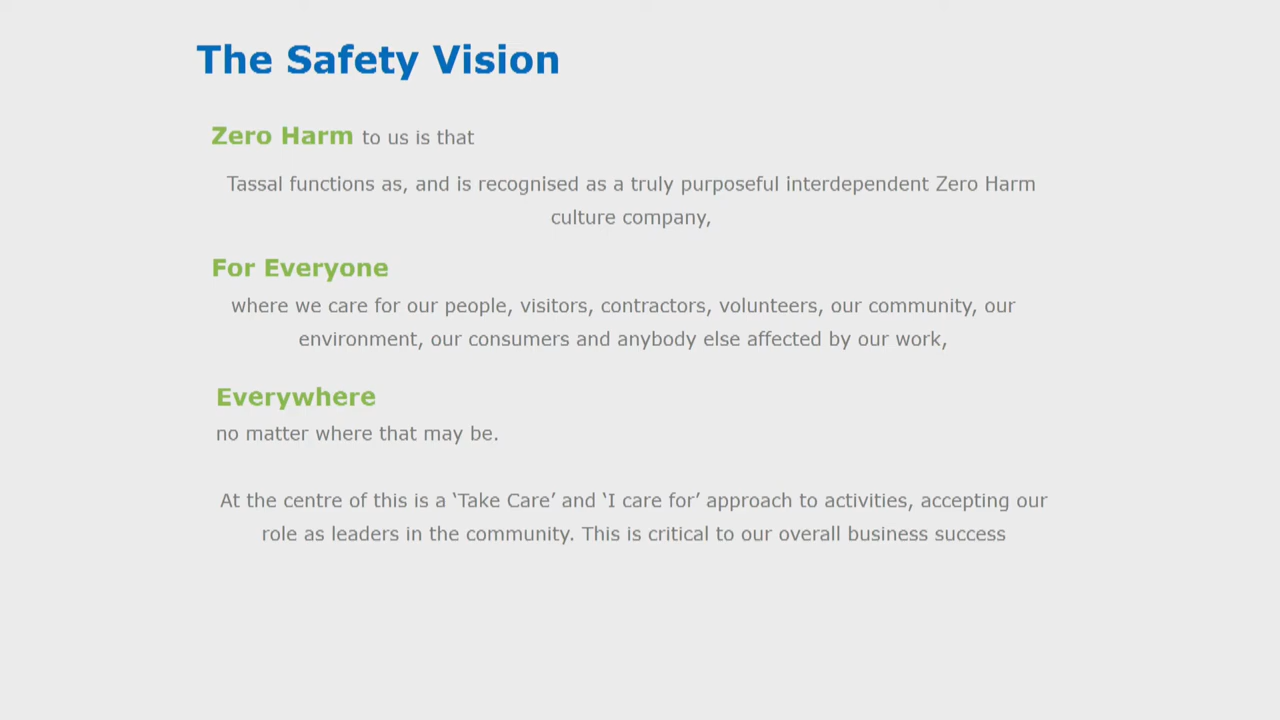 The Safety Vision
Zero Harm to us is that
Tassal functions as, and is recognised as a truly purposeful interdependent Zero Harm
culture company,
For Everyone
where we care for our people, visitors, contractors, volunteers, our community, our
environment, our consumers and anybody else affected by our work,
Everywhere
no matter where that may be.
At the centre of this is a ‘Take Care’ and ‘I care for’ approach to activities, accepting our
role as leaders in the community. This is critical to our overall business success